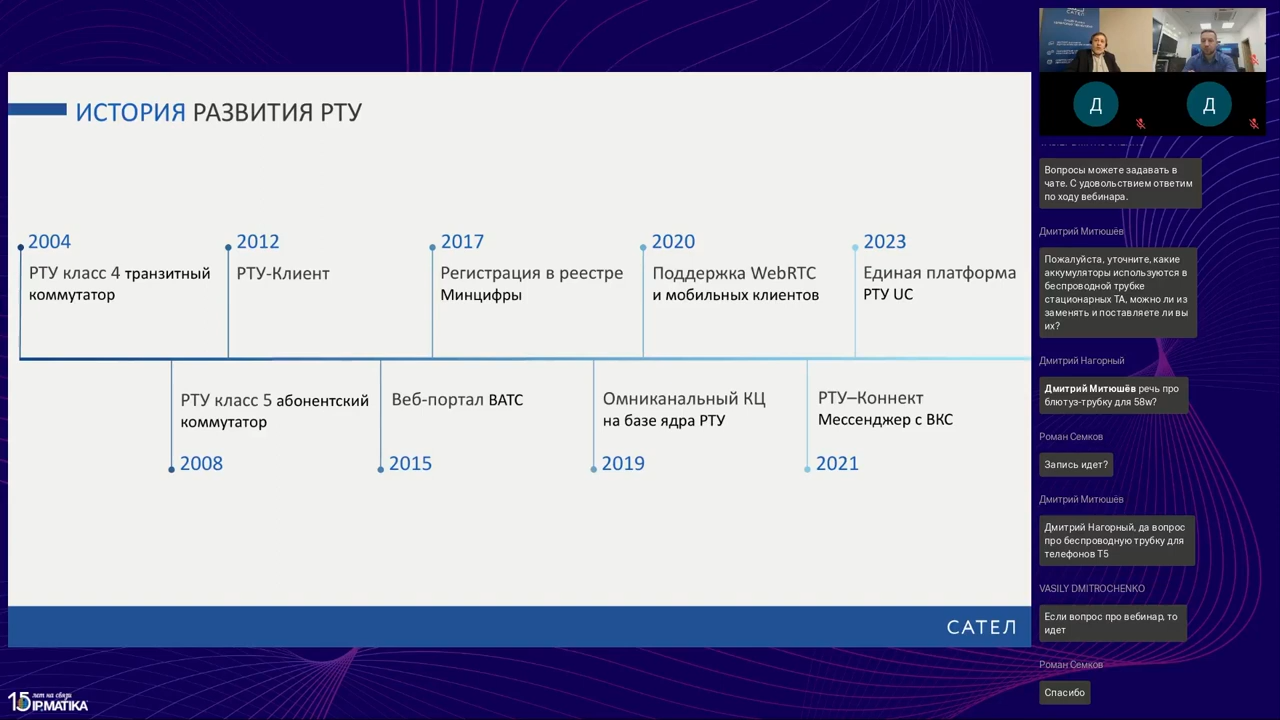 ИСТОРИЯ РАЗВИТИЯ РТУ
2004
РТУ класс 4 транзитный
коммутатор
2012
РТУ-Клиент
2017
Регистрация в реестре
Минцифры
2020
Поддержка WebRTC
и мобильных клиентов
2023
Единая платформа
РТУ UC
РТУ класс 5 абонентский
коммутатор
2008
Веб-портал ВАТС
2015
Омниканальный КЦ
на базе ядра РТУ
2019
РТУ–Коннект
Мессенджер с ВКС
2021
САТЕЛ
15 лет на связи
IPMATIKA
САТЕЛ
Д
Д
Вопросы можете задавать в
чате. С удовольствием ответим
по ходу вебинара.
Дмитрий Митюшёв
Пожалуйста, уточните, какие
аккумуляторы используются в
беспроводной трубке
стационарных ТА, можно ли из
заменять и поставляете ли вы
их?
Дмитрий Нагорный
Дмитрий Митюшёв речь про
блютуз-трубку для 58w?
Роман Семков
Запись идет?
Дмитрий Митюшёв
Дмитрий Нагорный, да вопрос
про беспроводную трубку для
телефонов T5
VASILY DMITROCHENKO
Если вопрос про вебинар, то
идет
Роман Семков
Спасибо